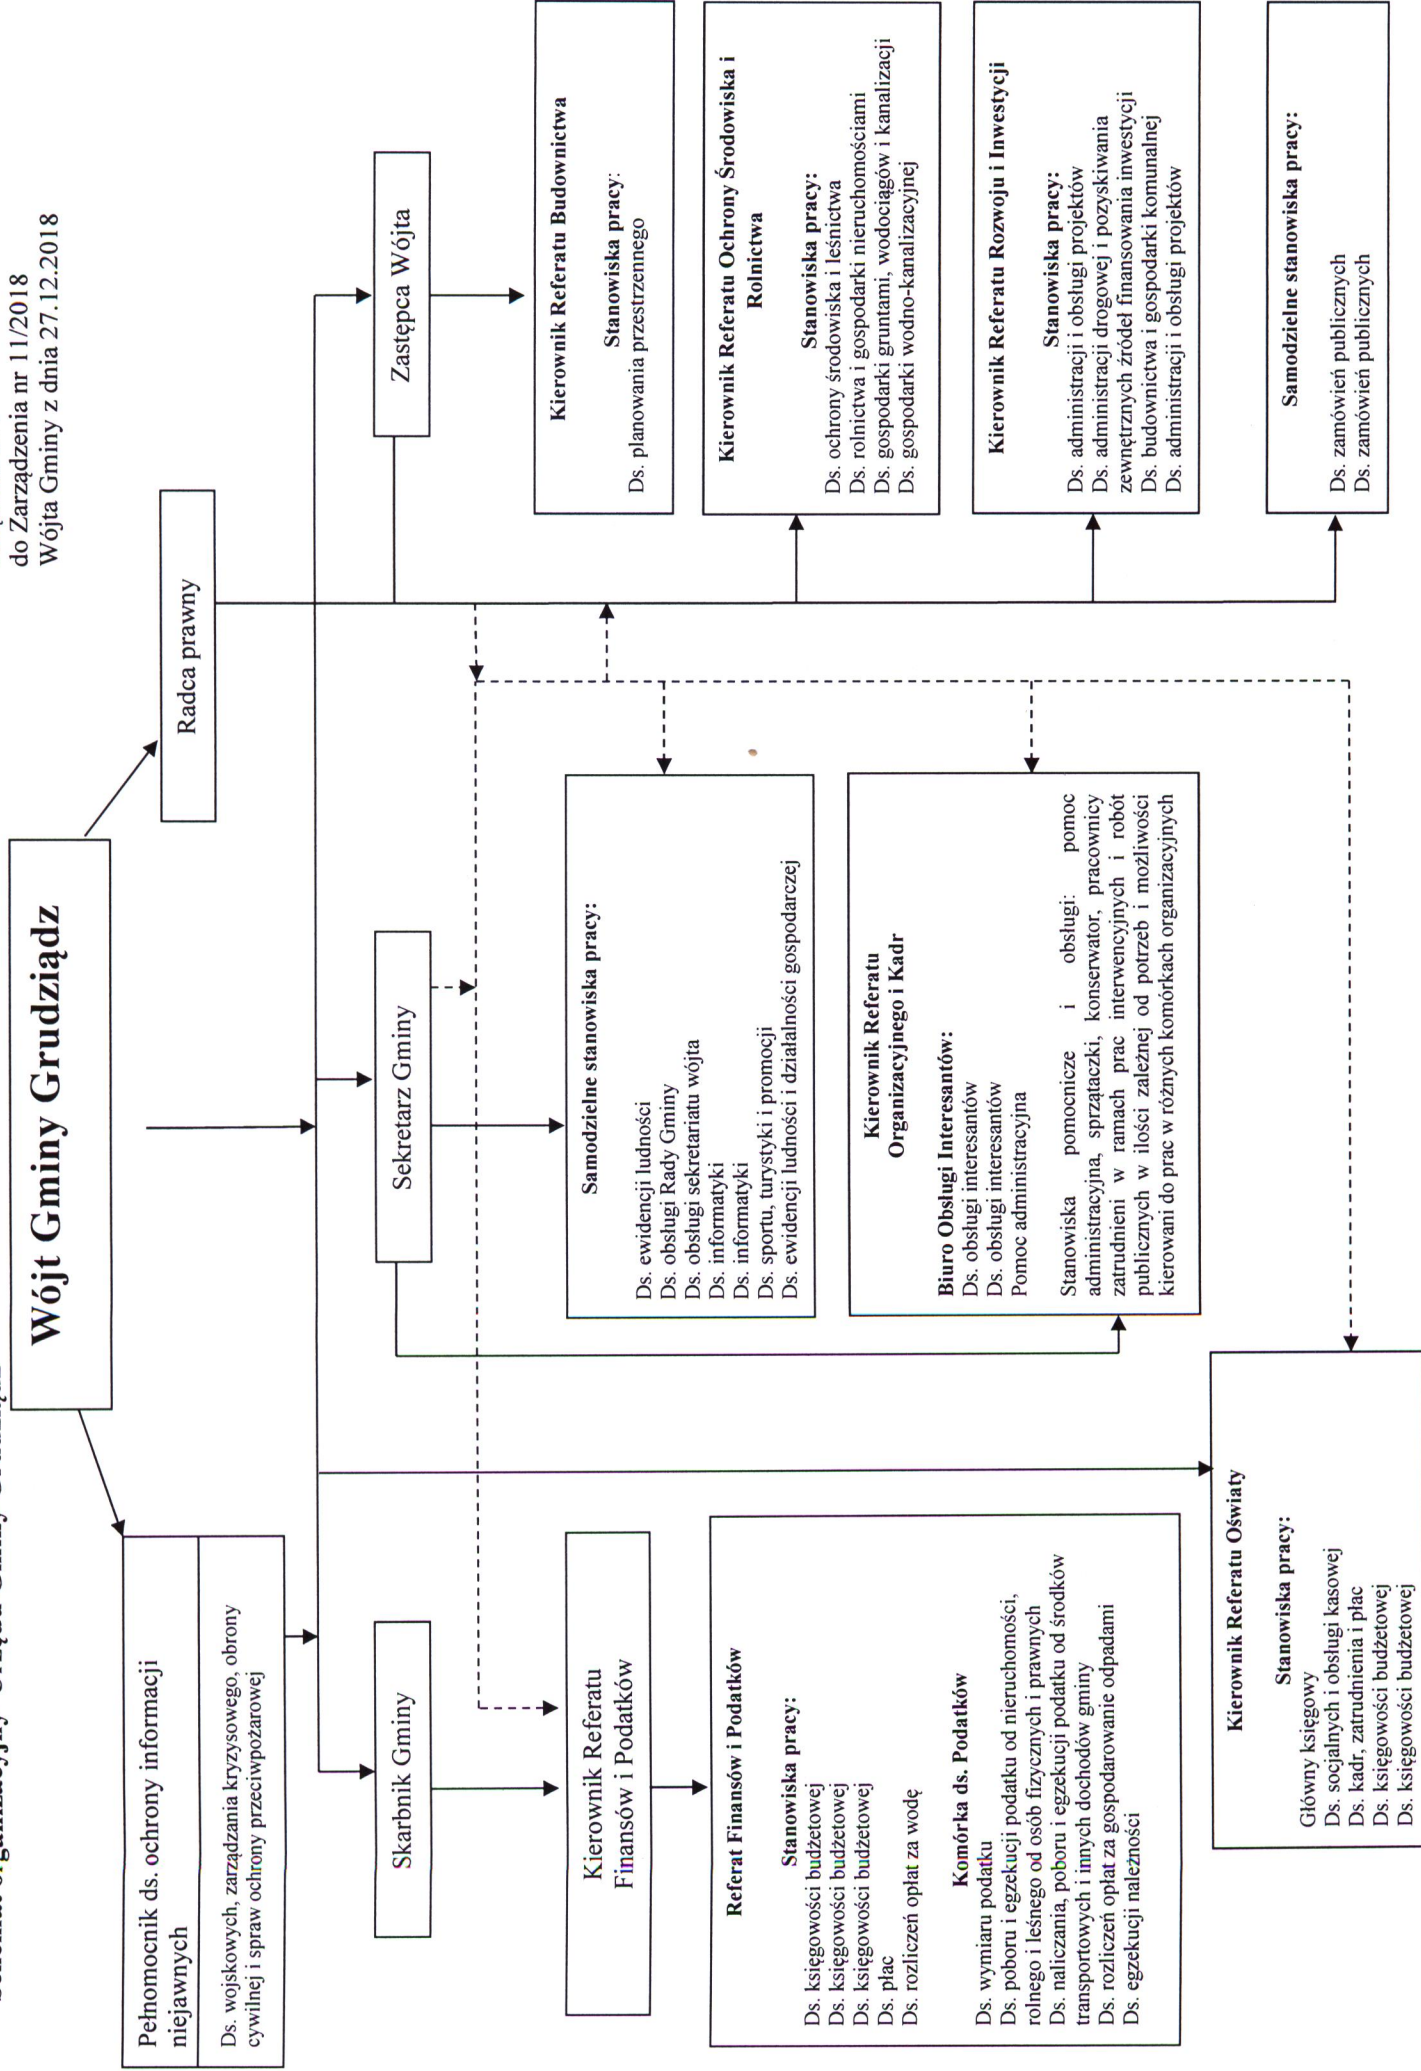 do Zarządzenia nr 11/2018
Wójta Gminy z dnia 27.12.2018
Wójt Gminy Grudziądz
Pełnomocnik ds. ochrony informacji
niejawnych
Ds. wojskowych, zarządzania kryzysowego, obrony
cywilnej i spraw ochrony przeciwpożarowej
Radca prawny
Skarbnik Gminy
Sekretarz Gminy
Zastępca Wójta
Kierownik Referatu
Finansów i Podatków
Referat Finansów i Podatków
Stanowiska pracy:
Ds. księgowości budżetowej
Ds. księgowości budżetowej
Ds. księgowości budżetowej
Ds. płac
Ds. rozliczeń opłat za wodę
Komórka ds. Podatków
Ds. wymiaru podatku
Ds. poboru i egzekucji podatku od nieruchomości,
rolnego i leśnego od osób fizycznych i prawnych
Ds. naliczania, poboru i egzekucji podatku od środków
transportowych i innych dochodów gminy
Ds. rozliczeń opłat za gospodarowanie odpadami
Ds. egzekucji należności
Kierownik Referatu Oświaty
Stanowiska pracy:
Główny księgowy
Ds. socjalnych i obsługi kasowej
Ds. kadr, zatrudnienia i płac
Ds. księgowości budżetowej
Ds. księgowości budżetowej
Samodzielne stanowiska pracy:
Ds. ewidencji ludności
Ds. obsługi Rady Gminy
Ds. obsługi sekretariatu wójta
Ds. informatyki
Ds. informatyki
Ds. sportu, turystyki i promocji
Ds. ewidencji ludności i działalności gospodarczej
Kierownik Referatu
Organizacyjnego i Kadr
Biuro Obsługi Interesantów:
Ds. obsługi interesantów
Ds. obsługi interesantów
Pomoc administracyjna
Stanowiska pomocnicze i obsługi: pomoc
administracyjna, sprzątaczki, konserwator, pracownicy
zatrudnieni w ramach prac interwencyjnych i robót
publicznych w ilości zależnej od potrzeb i możliwości
kierowani do prac w różnych komórkach organizacyjnych
Kierownik Referatu Budownictwa
Stanowiska pracy:
Ds. planowania przestrzennego
Kierownik Referatu Ochrony Środowiska i
Rolnictwa
Stanowiska pracy:
Ds. ochrony środowiska i leśnictwa
Ds. rolnictwa i gospodarki nieruchomościami
Ds. gospodarki gruntami, wodociągów i kanalizacji
Ds. gospodarki wodno-kanalizacyjnej
Kierownik Referatu Rozwoju i Inwestycji
Stanowiska pracy:
Ds. administracji i obsługi projektów
Ds. administracji drogowej i pozyskiwania
zewnętrznych źródeł finansowania inwestycji
Ds. budownictwa i gospodarki komunalnej
Ds. administracji i obsługi projektów
Samodzielne stanowiska pracy:
Ds. zamówień publicznych
Ds. zamówień publicznych